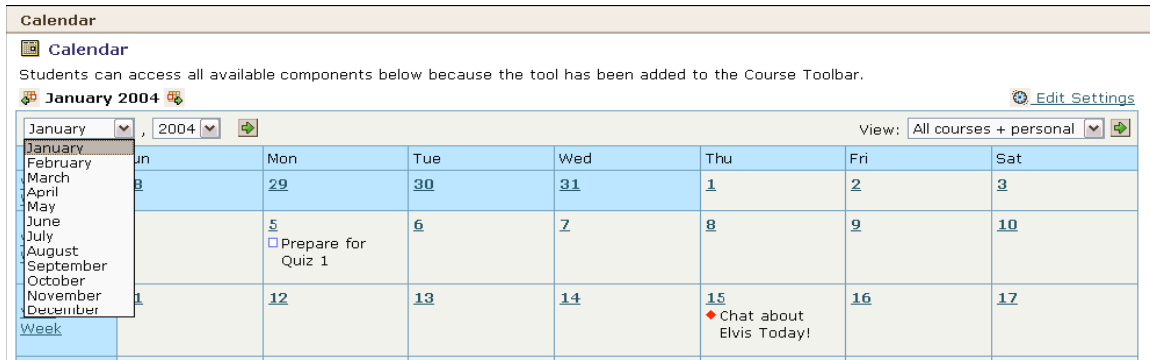 Calendar
Calendar
Students can access all available components below because the tool has been added to the Course Toolbar.
January 2004 Edit Settings
January , 2004 View: All courses + personal
January
February
March
April
May
June
July
August
September
October
November
December
Mon Tue Wed Thu Fri Sat
29 30 31 1 2 3
5 6 7 8 9 10
Prepare for
Quiz 1
12 13 14 15 16 17
Chat about
Elvis Today!
Week